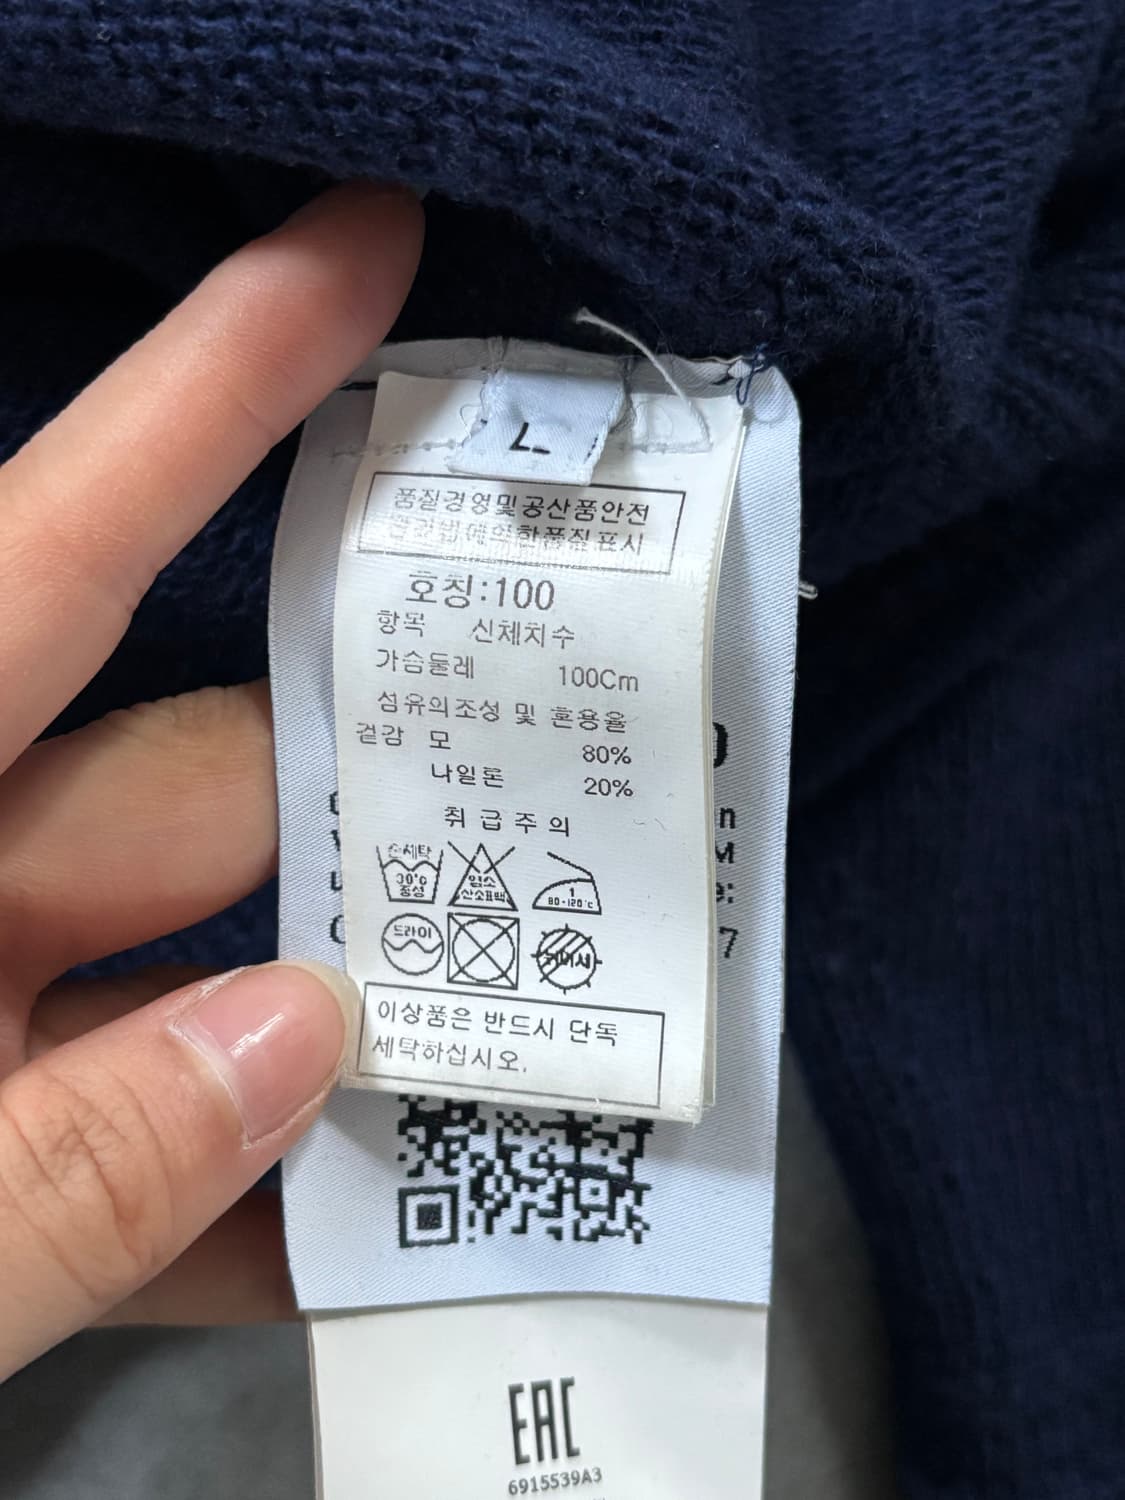 L
품질경영및공산품안전
관리법에의한품질표시
호칭:100
항목 신체치수
가슴둘레 100Cm
섬유의조성 및 혼용율
겉감 모 80%
나일론 20%
취급주의
손세탁 30°C 중성
염소 산소표백
1 80-120°C
드라이
이상품은 반드시 단독
세탁하십시오.
n
M
e:
7
EAC
6915539A3